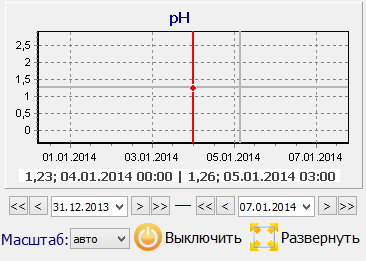 pH
2,5
2
1,5
1
0,5
0
01.01.2014 03.01.2014 05.01.2014 07.01.2014
1,23; 04.01.2014 00:00 | 1,26; 05.01.2014 03:00
<< < 31.12.2013 > >> — << < 07.01.2014 > >>
Масштаб: авто Выключить Развернуть